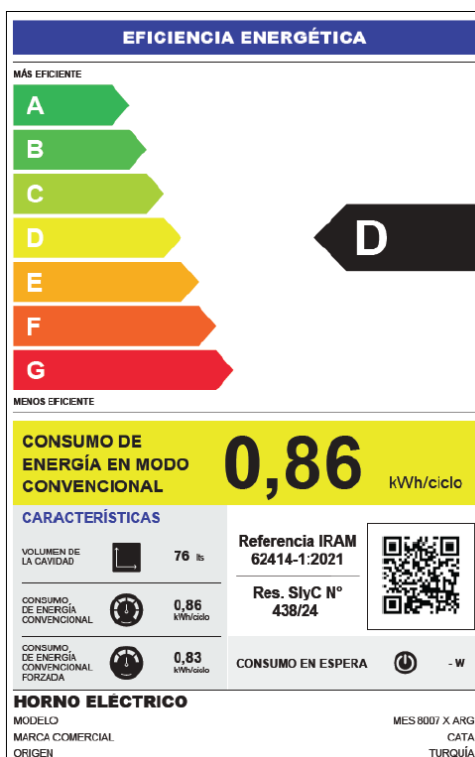 EFICIENCIA ENERGÉTICA
MÁS EFICIENTE
A
B
C
D
D
E
F
G
MENOS EFICIENTE
CONSUMO DE
ENERGÍA EN MODO
CONVENCIONAL
0,86
kWh/ciclo
CARACTERÍSTICAS
VOLUMEN DE
LA CAVIDAD
76 lts
CONSUMO
DE ENERGÍA
CONVENCIONAL
0,86
kWh/ciclo
CONSUMO
DE ENERGÍA
CONVENCIONAL
FORZADA
0,83
kWh/ciclo
Referencia IRAM
62414-1:2021
Res. SIyC N°
438/24
CONSUMO EN ESPERA
- W
HORNO ELÉCTRICO
MODELO MES 8007 X ARG
MARCA COMERCIAL CATA
ORIGEN TURQUÍA